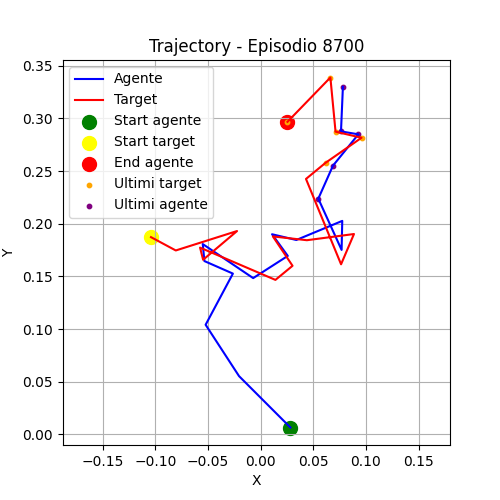 Trajectory - Episodio 8700
Agente
Target
Start agente
Start target
End agente
Ultimi target
Ultimi agente
0.35
0.30
0.25
0.20
0.15
0.10
0.05
0.00
Y
−0.15
−0.10
−0.05
0.00
0.05
0.10
0.15
X